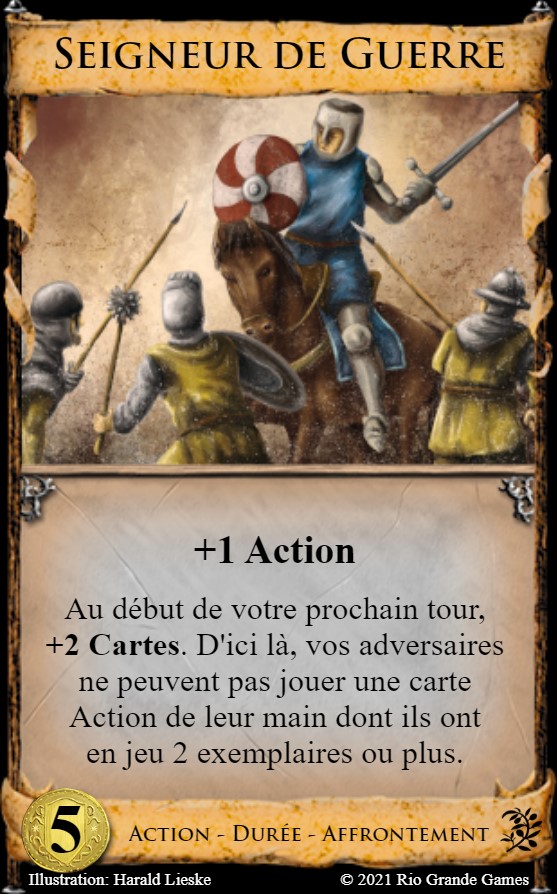 Seigneur de Guerre
+1 Action
Au début de votre prochain tour,
+2 Cartes. D'ici là, vos adversaires
ne peuvent pas jouer une carte
Action de leur main dont ils ont
en jeu 2 exemplaires ou plus.
5
Action - Durée - Affrontement
Illustration: Harald Lieske
© 2021 Rio Grande Games